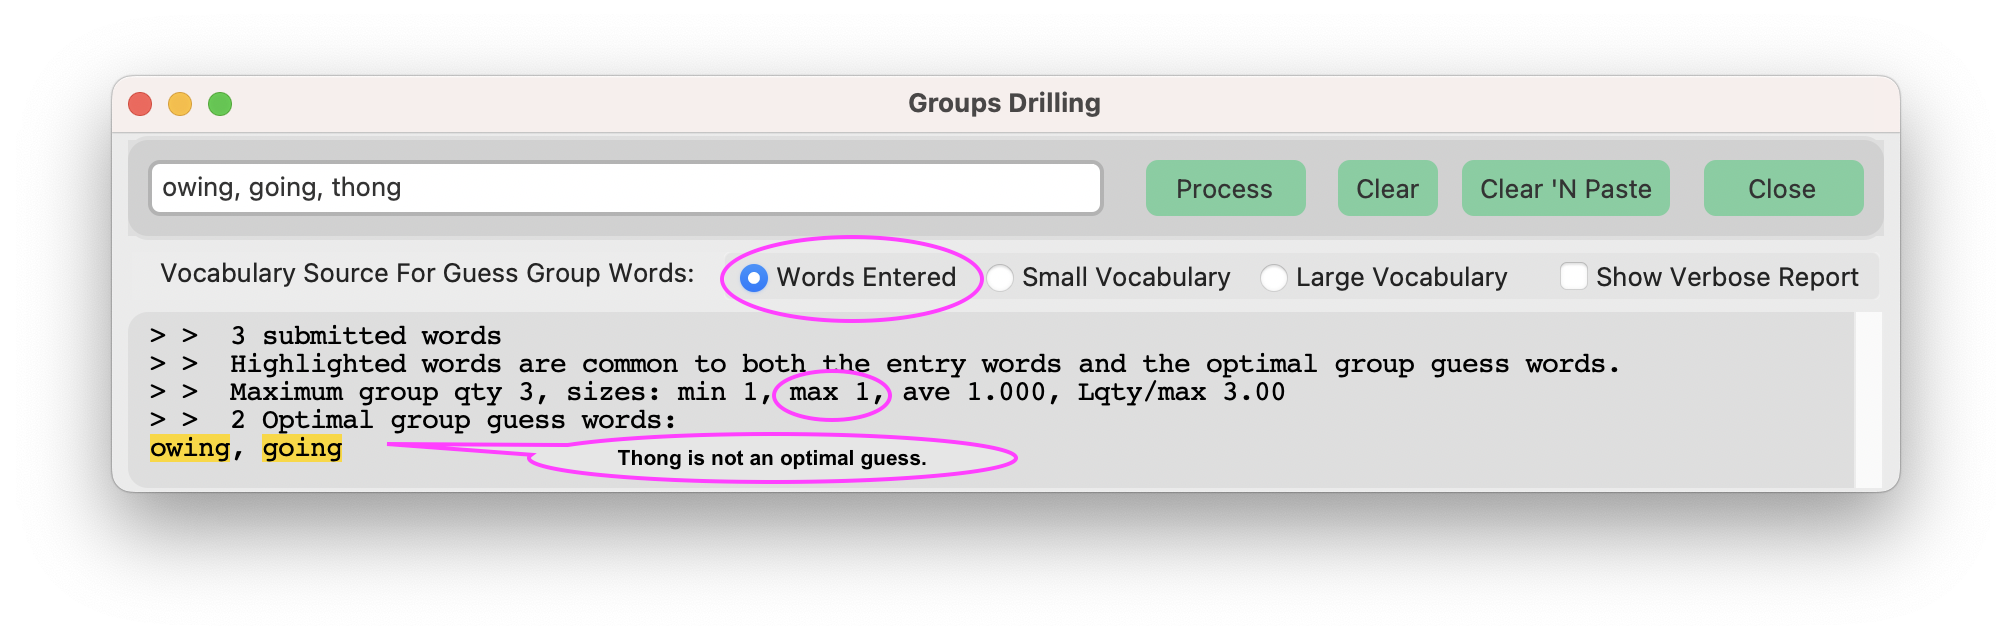 Groups Drilling
owing, going, thong
Process
Clear
Clear 'N Paste
Close
Vocabulary Source For Guess Group Words:
Words Entered
Small Vocabulary
Large Vocabulary
Show Verbose Report
> >  3 submitted words
> >  Highlighted words are common to both the entry words and the optimal group guess words.
> >  Maximum group qty 3, sizes: min 1, max 1, ave 1.000, Lqty/max 3.00
> >  2 Optimal group guess words:
owing, going
Thong is not an optimal guess.